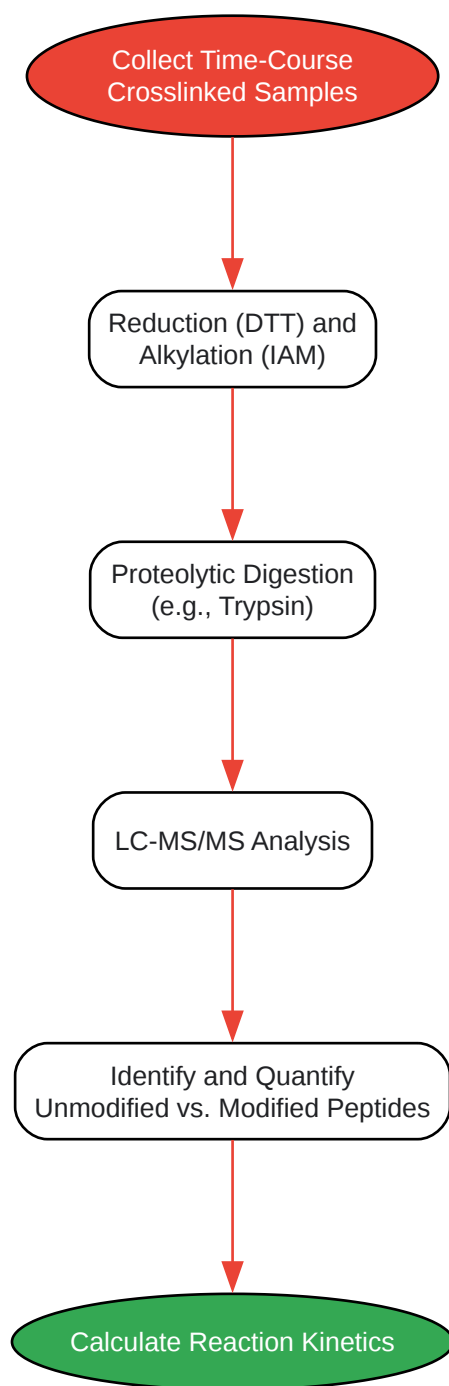 Collect Time-Course
Crosslinked Samples
Reduction (DTT) and
Alkylation (IAM)
Proteolytic Digestion
(e.g., Trypsin)
LC-MS/MS Analysis
Identify and Quantify
Unmodified vs. Modified Peptides
Calculate Reaction Kinetics